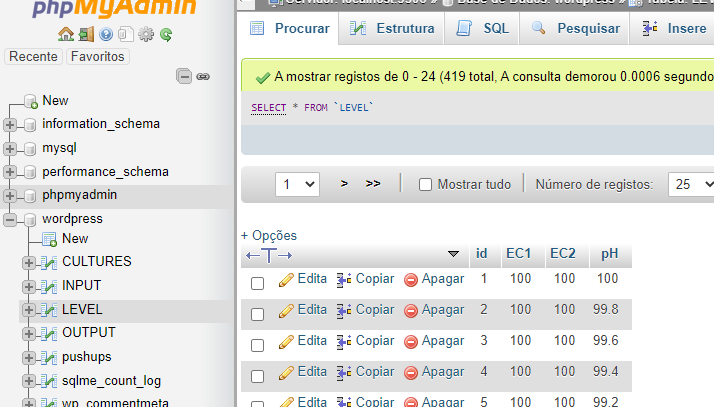 phpMyAdmin
Recente Favoritos
New
information_schema
mysql
performance_schema
phpmyadmin
wordpress
New
CULTURES
INPUT
LEVEL
OUTPUT
pushups
sqlme_count_log
wp_commentmeta
Servidor: localhost:3306 » Base de Dados: wordpress » Tabela: LEVEL
Procurar Estrutura SQL Pesquisar Insere
A mostrar registos de 0 - 24 (419 total, A consulta demorou 0.0006 segundo
SELECT * FROM `LEVEL`
1 > >> Mostrar tudo Número de registos: 25
+ Opções
←T→ id EC1 EC2 pH
Edita Copiar Apagar 1 100 100 100
Edita Copiar Apagar 2 100 100 99.8
Edita Copiar Apagar 3 100 100 99.6
Edita Copiar Apagar 4 100 100 99.4
Edita Copiar Apagar 5 100 100 99.2